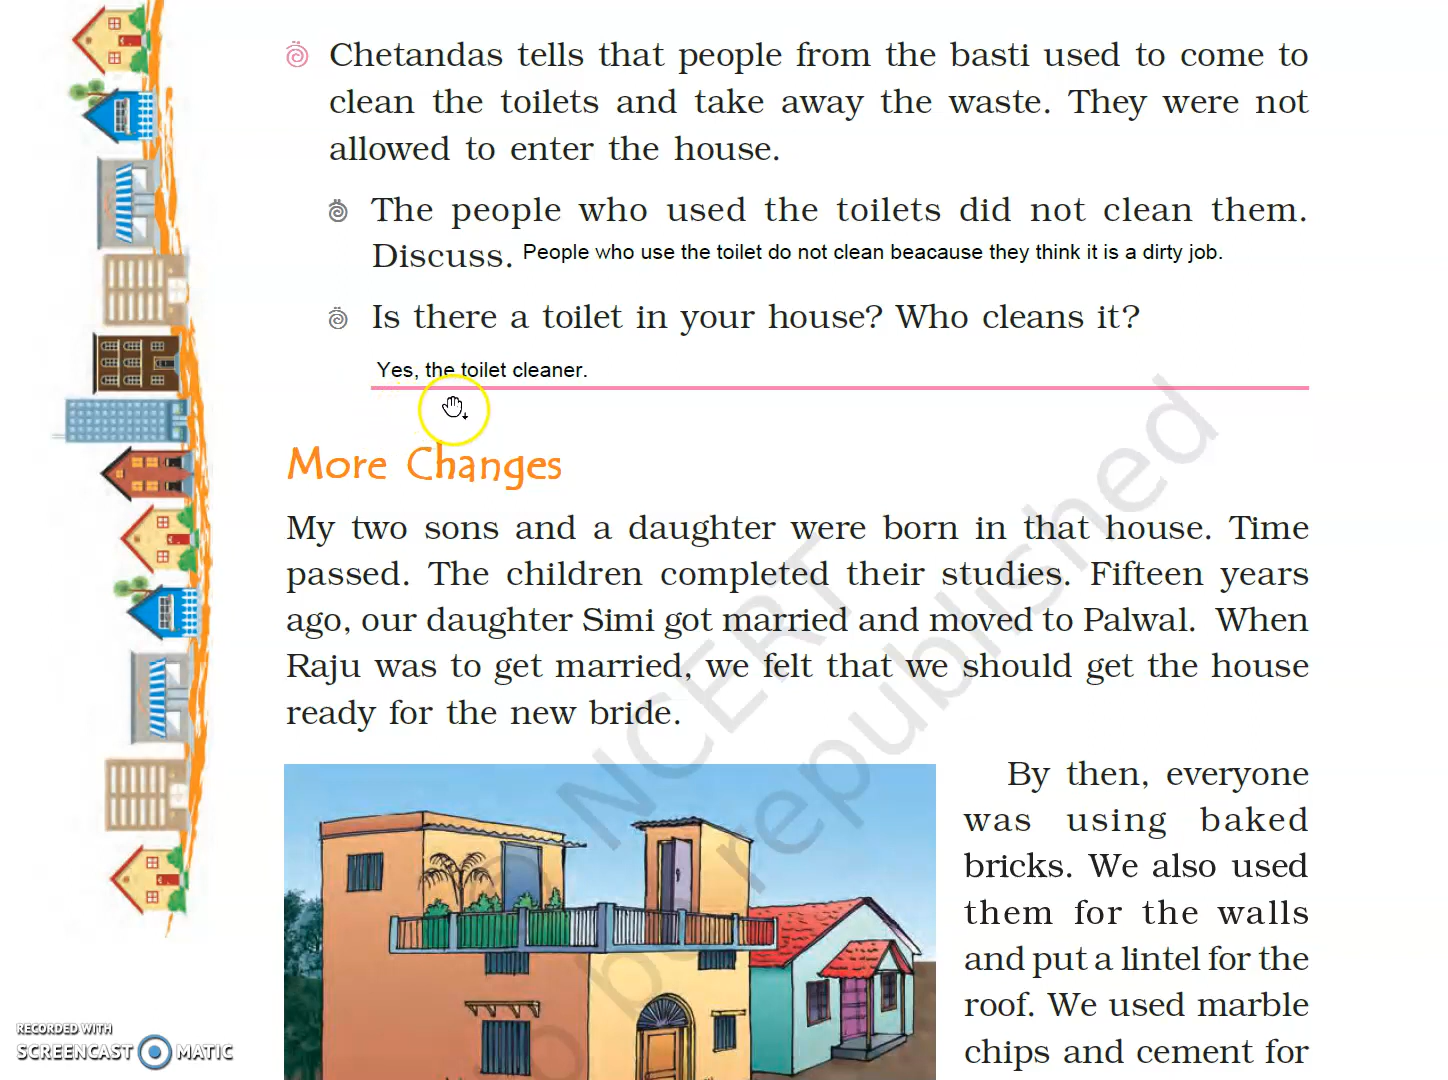 Chetandas tells that people from the basti used to come to
clean the toilets and take away the waste. They were not
allowed to enter the house.
The people who used the toilets did not clean them.
Discuss. People who use the toilet do not clean beacause they think it is a dirty job.
Is there a toilet in your house? Who cleans it?
Yes, the toilet cleaner.
More Changes
My two sons and a daughter were born in that house. Time
passed. The children completed their studies. Fifteen years
ago, our daughter Simi got married and moved to Palwal. When
Raju was to get married, we felt that we should get the house
ready for the new bride.
By then, everyone
was using baked
bricks. We also used
them for the walls
and put a lintel for the
roof. We used marble
chips and cement for
NCERT
be republished
RECORDED WITH
SCREENCAST MATIC